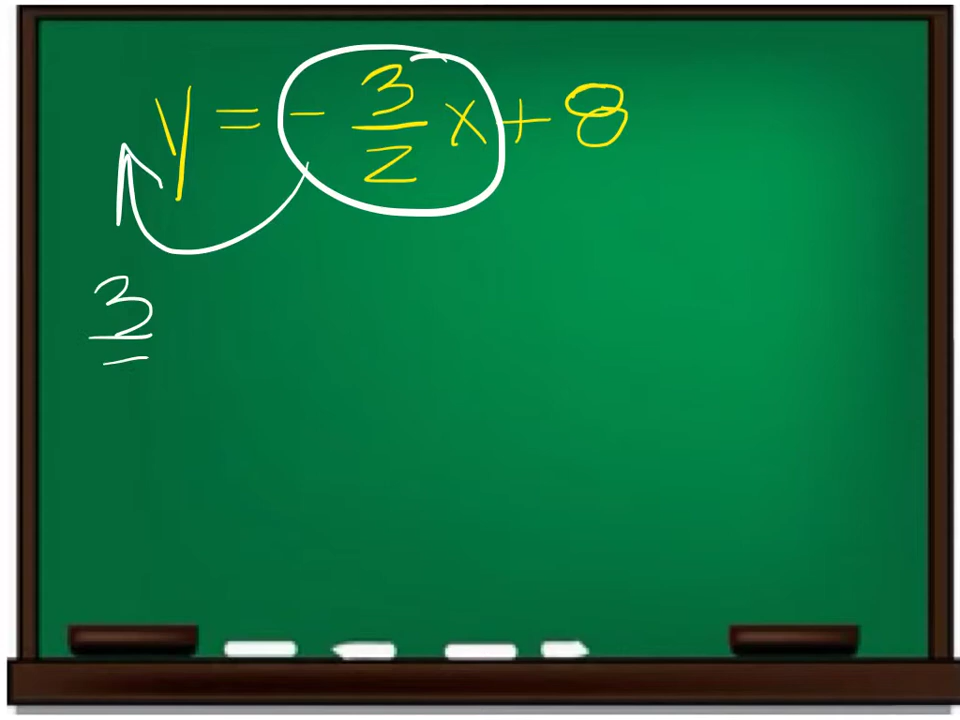 y = - 3/2 x + 8
3